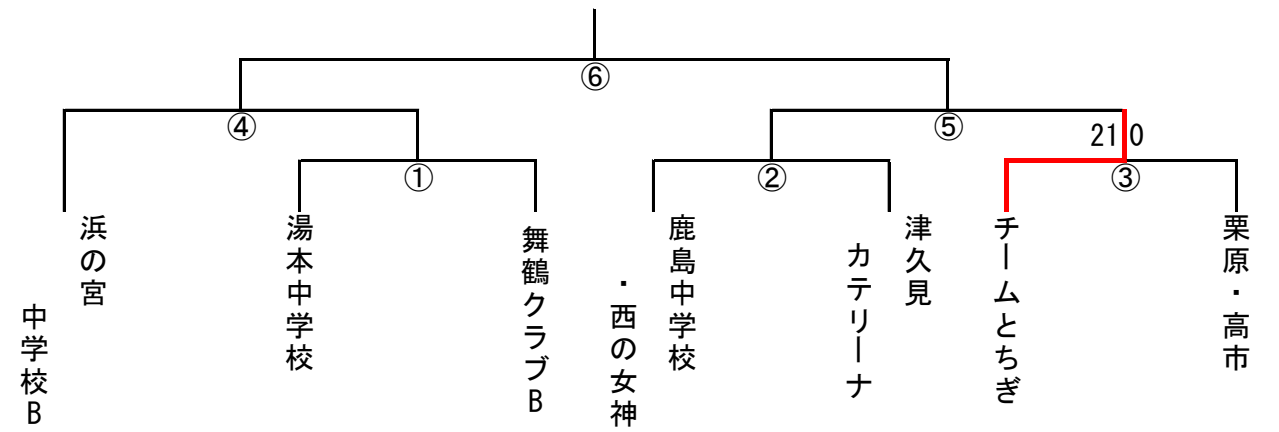 ⑥
④
⑤
21 0
①
②
③
浜の宮
中学校B
湯本中学校
舞鶴クラブB
鹿島中学校
・西の女神
津久見
カテリーナ
チームとちぎ
栗原・高市